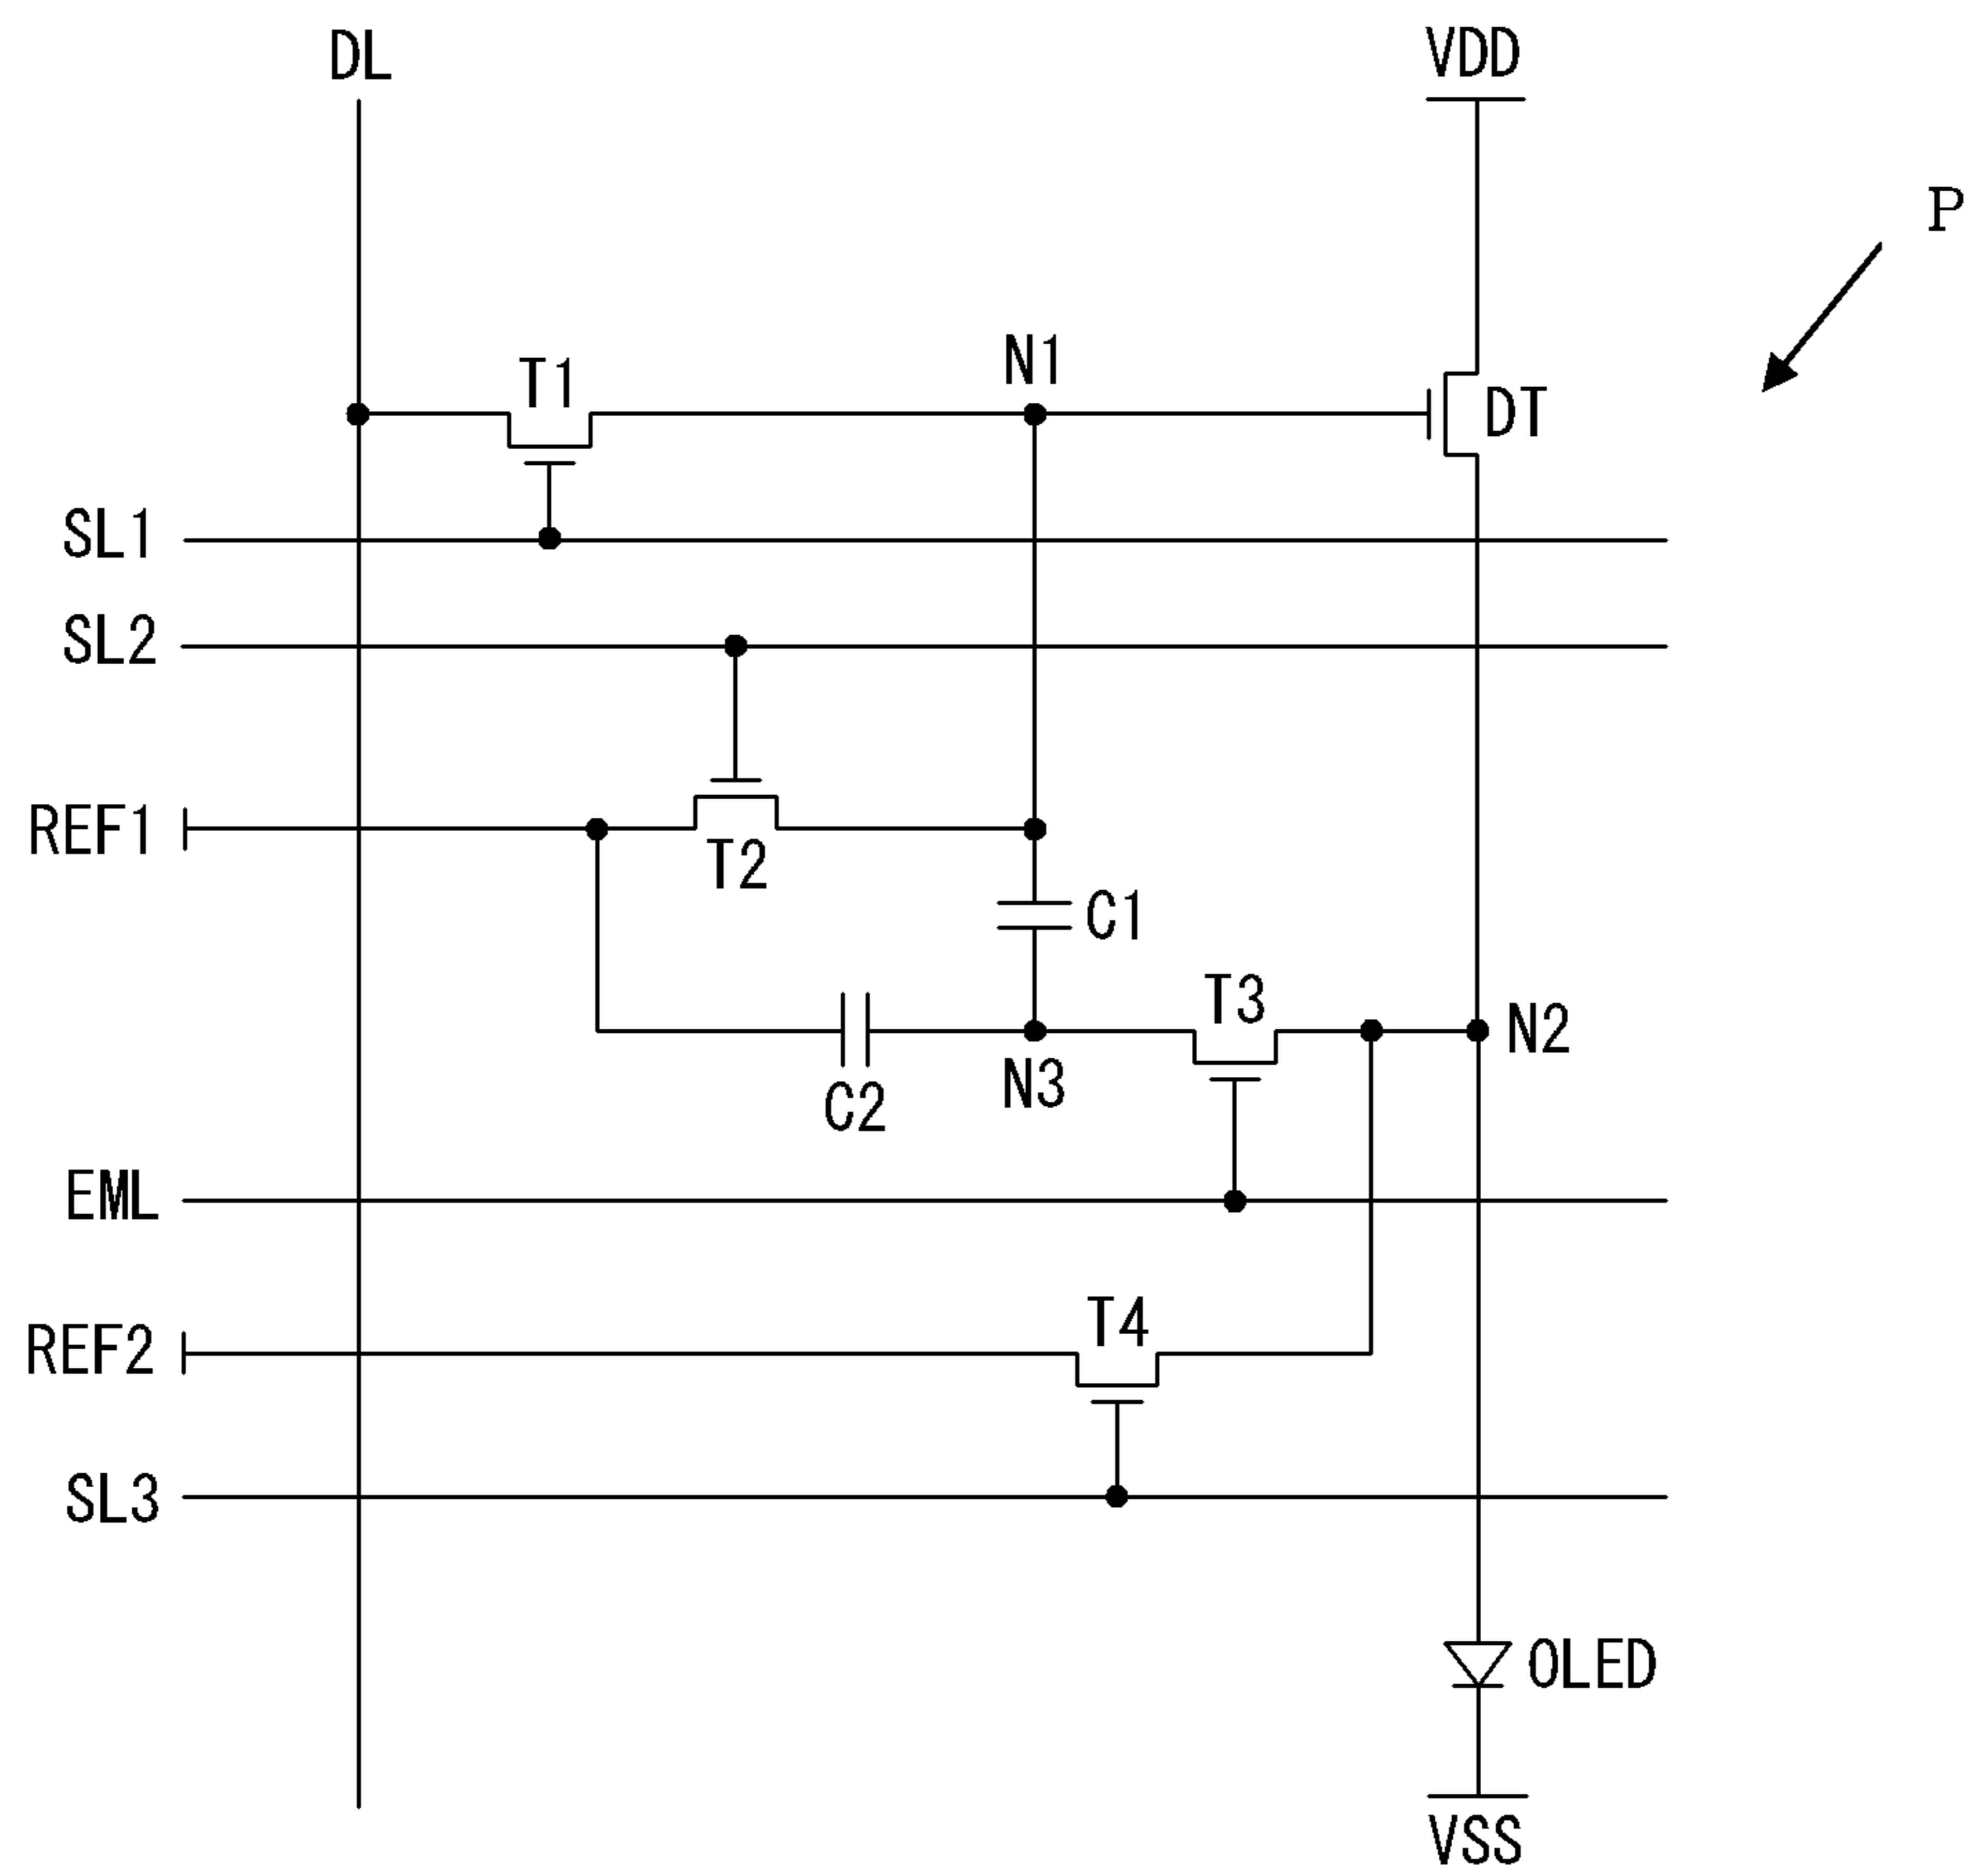 DL
VDD
P
N1
T1
DT
SL1
SL2
REF1
T2
C1
T3
N2
N3
C2
EML
T4
REF2
SL3
OLED
VSS